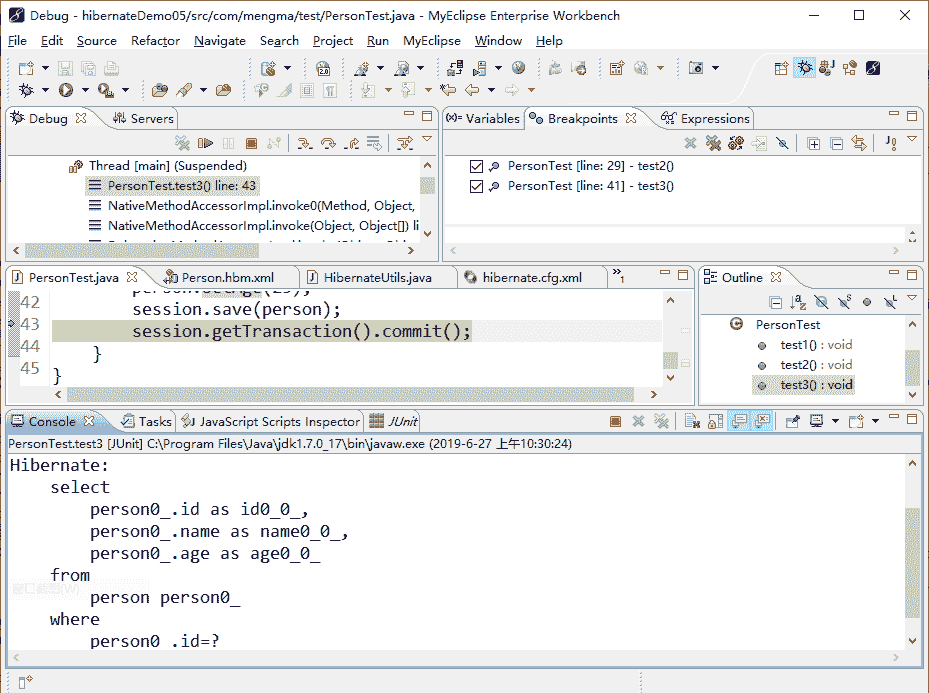 Debug - hibernateDemo05/src/com/mengma/test/PersonTest.java - MyEclipse Enterprise Workbench
File Edit Source Refactor Navigate Search Project Run MyEclipse Window Help
Debug Servers
Thread [main] (Suspended)
PersonTest.test3() line: 43
NativeMethodAccessorImpl.invoke0(Method, Object,
NativeMethodAccessorImpl.invoke(Object, Object[]) li
(x)= Variables Breakpoints Expressions
PersonTest [line: 29] - test2()
PersonTest [line: 41] - test3()
PersonTest.java Person.hbm.xml HibernateUtils.java hibernate.cfg.xml »1
42 session.save(person);
43 session.getTransaction().commit();
44 }
45 }
Outline
PersonTest
test1() : void
test2() : void
test3() : void
Console Tasks JavaScript Scripts Inspector JUnit
PersonTest.test3 [JUnit] C:\Program Files\Java\jdk1.7.0_17\bin\javaw.exe (2019-6-27 上午10:30:24)
Hibernate:
select
person0_.id as id0_0_,
person0_.name as name0_0_,
person0_.age as age0_0_
from
窗口截图(W)
person person0_
where
person0_.id=?